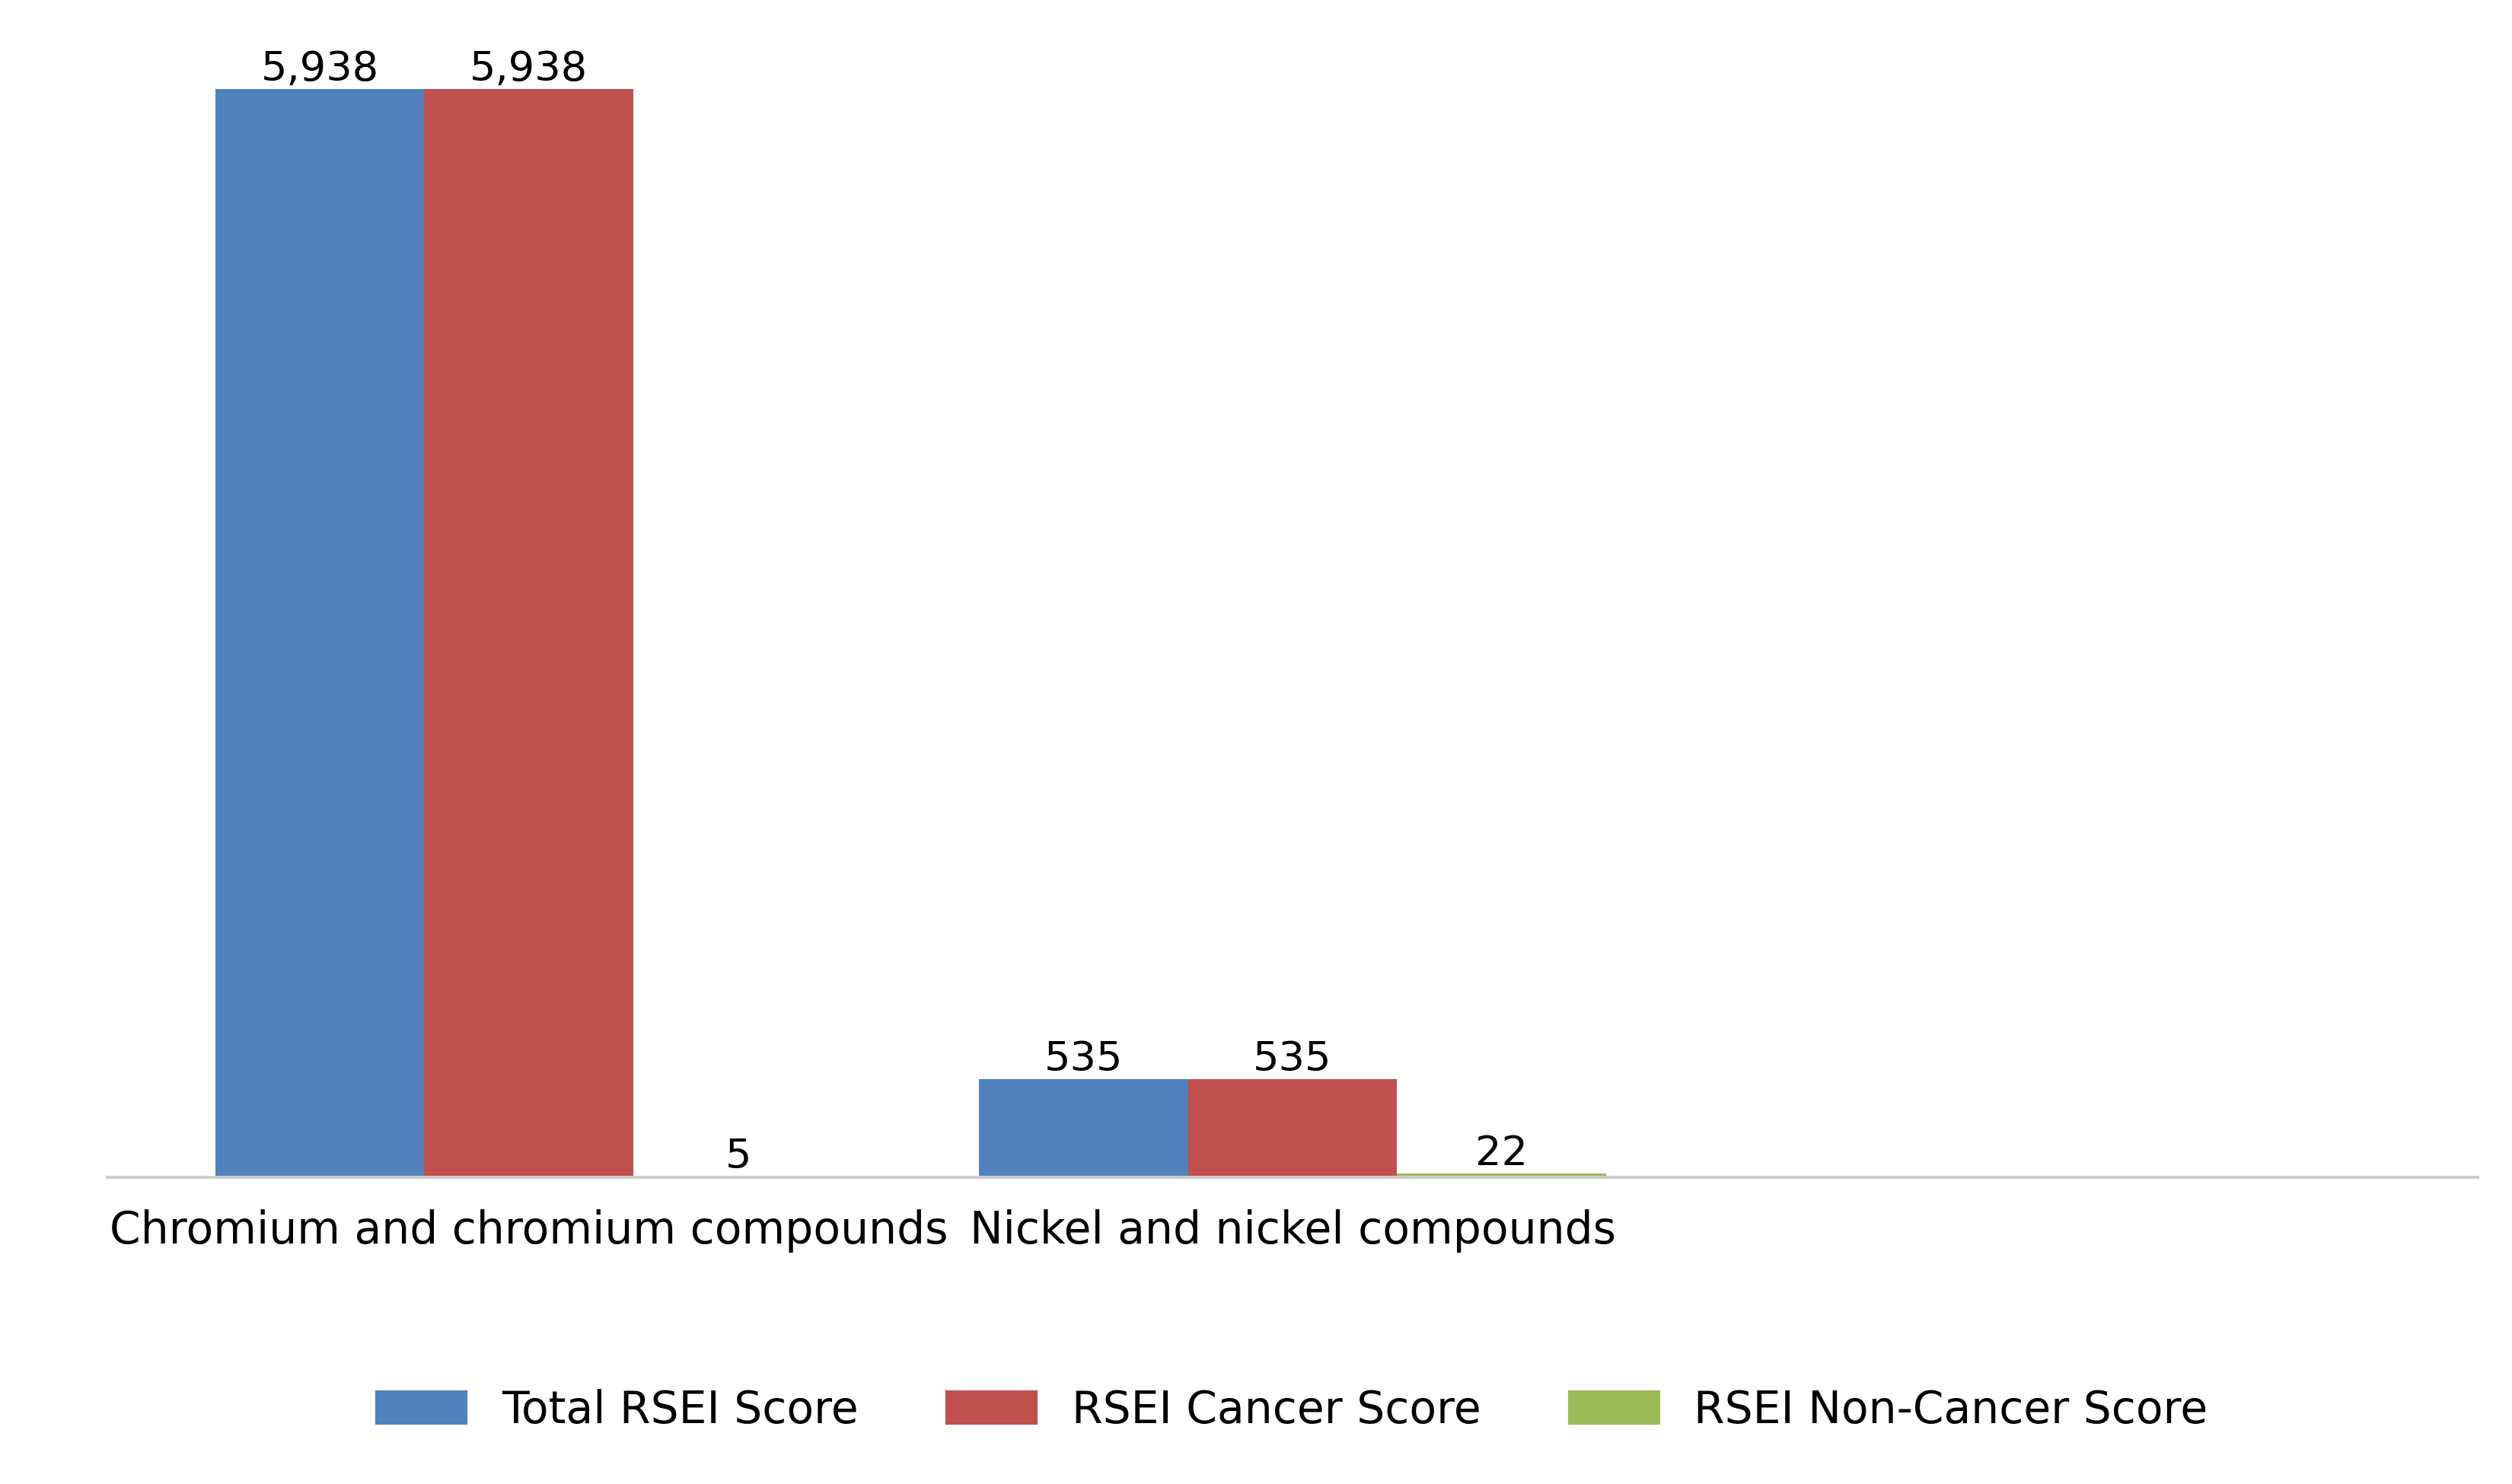 5,938 5,938
535 535
5 22
Chromium and chromium compounds Nickel and nickel compounds
Total RSEI Score RSEI Cancer Score RSEI Non-Cancer Score